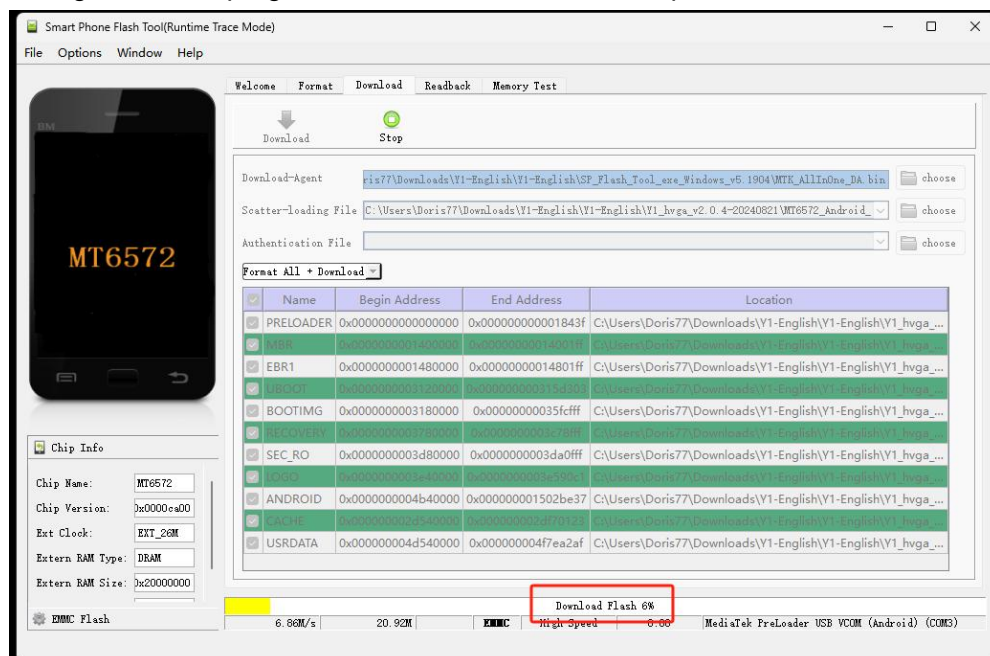 Smart Phone Flash Tool(Runtime Trace Mode)
File Options Window Help
Welcome Format Download Readback Memory Test
BM
Download Stop
Download-Agent ris77\Downloads\Y1-English\Y1-English\SP_Flash_Tool_exe_Windows_v5.1904\MTK_AllInOne_DA.bin choose
Scatter-loading File C:\Users\Doris77\Downloads\Y1-English\Y1-English\Y1_hvga_v2.0.4-20240821\MT6572_Android_ choose
Authentication File choose
MT6572
Format All + Download
Name Begin Address End Address Location
PRELOADER 0x0000000000000000 0x000000000001843f C:\Users\Doris77\Downloads\Y1-English\Y1-English\Y1_hvga_...
MBR 0x0000000001400000 0x00000000014001ff C:\Users\Doris77\Downloads\Y1-English\Y1-English\Y1_hvga_...
EBR1 0x0000000001480000 0x00000000014801ff C:\Users\Doris77\Downloads\Y1-English\Y1-English\Y1_hvga_...
UBOOT 0x0000000003120000 0x000000000315d303 C:\Users\Doris77\Downloads\Y1-English\Y1-English\Y1_hvga_...
BOOTIMG 0x0000000003180000 0x00000000035fcfff C:\Users\Doris77\Downloads\Y1-English\Y1-English\Y1_hvga_...
RECOVERY 0x0000000003780000 0x0000000003c78fff C:\Users\Doris77\Downloads\Y1-English\Y1-English\Y1_hvga_...
SEC_RO 0x0000000003d80000 0x0000000003da0fff C:\Users\Doris77\Downloads\Y1-English\Y1-English\Y1_hvga_...
LOGO 0x0000000003e40000 0x0000000003e590c1 C:\Users\Doris77\Downloads\Y1-English\Y1-English\Y1_hvga_...
ANDROID 0x0000000004b40000 0x000000001502be37 C:\Users\Doris77\Downloads\Y1-English\Y1-English\Y1_hvga_...
CACHE 0x000000002d540000 0x000000002df70123 C:\Users\Doris77\Downloads\Y1-English\Y1-English\Y1_hvga_...
USRDATA 0x000000004d540000 0x000000004f7ea2af C:\Users\Doris77\Downloads\Y1-English\Y1-English\Y1_hvga_...
Chip Info
Chip Name: MT6572
Chip Version: 0x0000ca00
Ext Clock: EXT_26M
Extern RAM Type: DRAM
Extern RAM Size: 0x20000000
EMMC Flash
Download Flash 6%
6.86M/s 20.92M EMMC High Speed 0:00 MediaTek PreLoader USB VCOM (Android) (COM3)